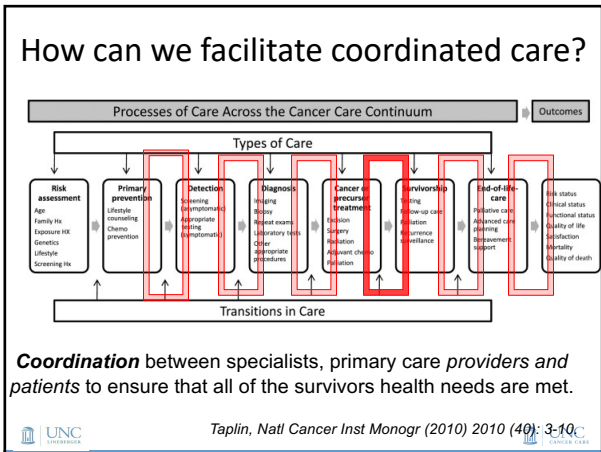 How can we facilitate coordinated care?
Processes of Care Across the Cancer Care Continuum
Outcomes
Types of Care
Risk
assessment
Age
Family Hx
Exposure HX
Genetics
Lifestyle
Screening Hx
Primary
prevention
Lifestyle
counseling
Chemo
prevention
Detection
Screening
(asymptomatic)
Appropriate
testing
(symptomatic)
Diagnosis
Imaging
Biopsy
Repeat exams
Laboratory tests
Other
appropriate
procedures
Cancer or
precursor
treatment
Excision
Surgery
Radiation
Adjuvant chemo
Palliation
Survivorship
Testing
Follow-up care
Palliation
Recurrence
surveillance
End-of-life-
care
Palliative care
Advanced care
planning
Bereavement
support
Risk status
Clinical status
Functional status
Quality of life
Satisfaction
Mortality
Quality of death
Transitions in Care
Coordination between specialists, primary care providers and
patients to ensure that all of the survivors health needs are met.
UNC
LINEBERGER
Taplin, Natl Cancer Inst Monogr (2010) 2010 (40): 3-10.
UNC
CANCER CARE